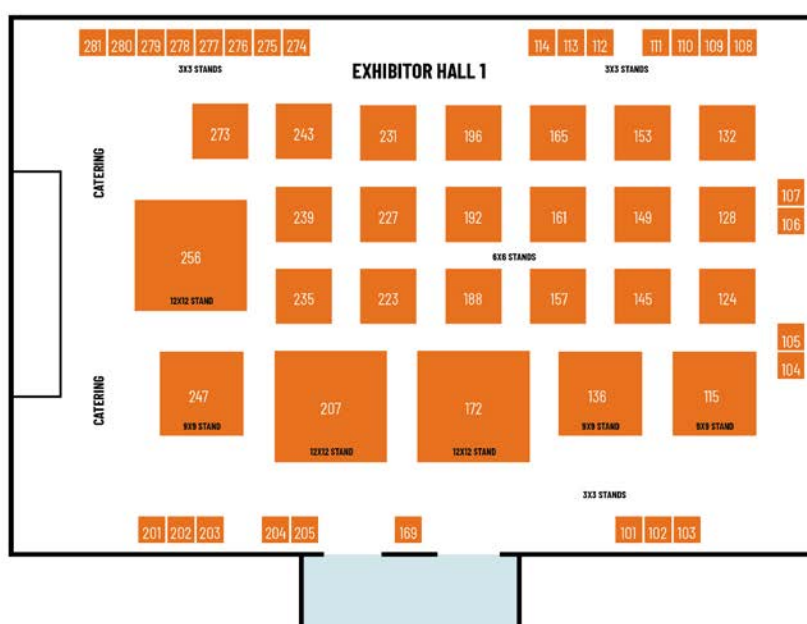 281 280 279 278 277 276 275 274
114 113 112
111 110 109 108
3X3 STANDS
EXHIBITOR HALL 1
3X3 STANDS
273 243 231 196 165 153 132
CATERING
107
106
239 227 192 161 149 128
256
12X12 STAND
6X6 STANDS
235 223 188 157 145 124
105
104
247
9X9 STAND
207
12X12 STAND
172
12X12 STAND
136
9X9 STAND
115
9X9 STAND
CATERING
3X3 STANDS
201 202 203
204 205
169
101 102 103